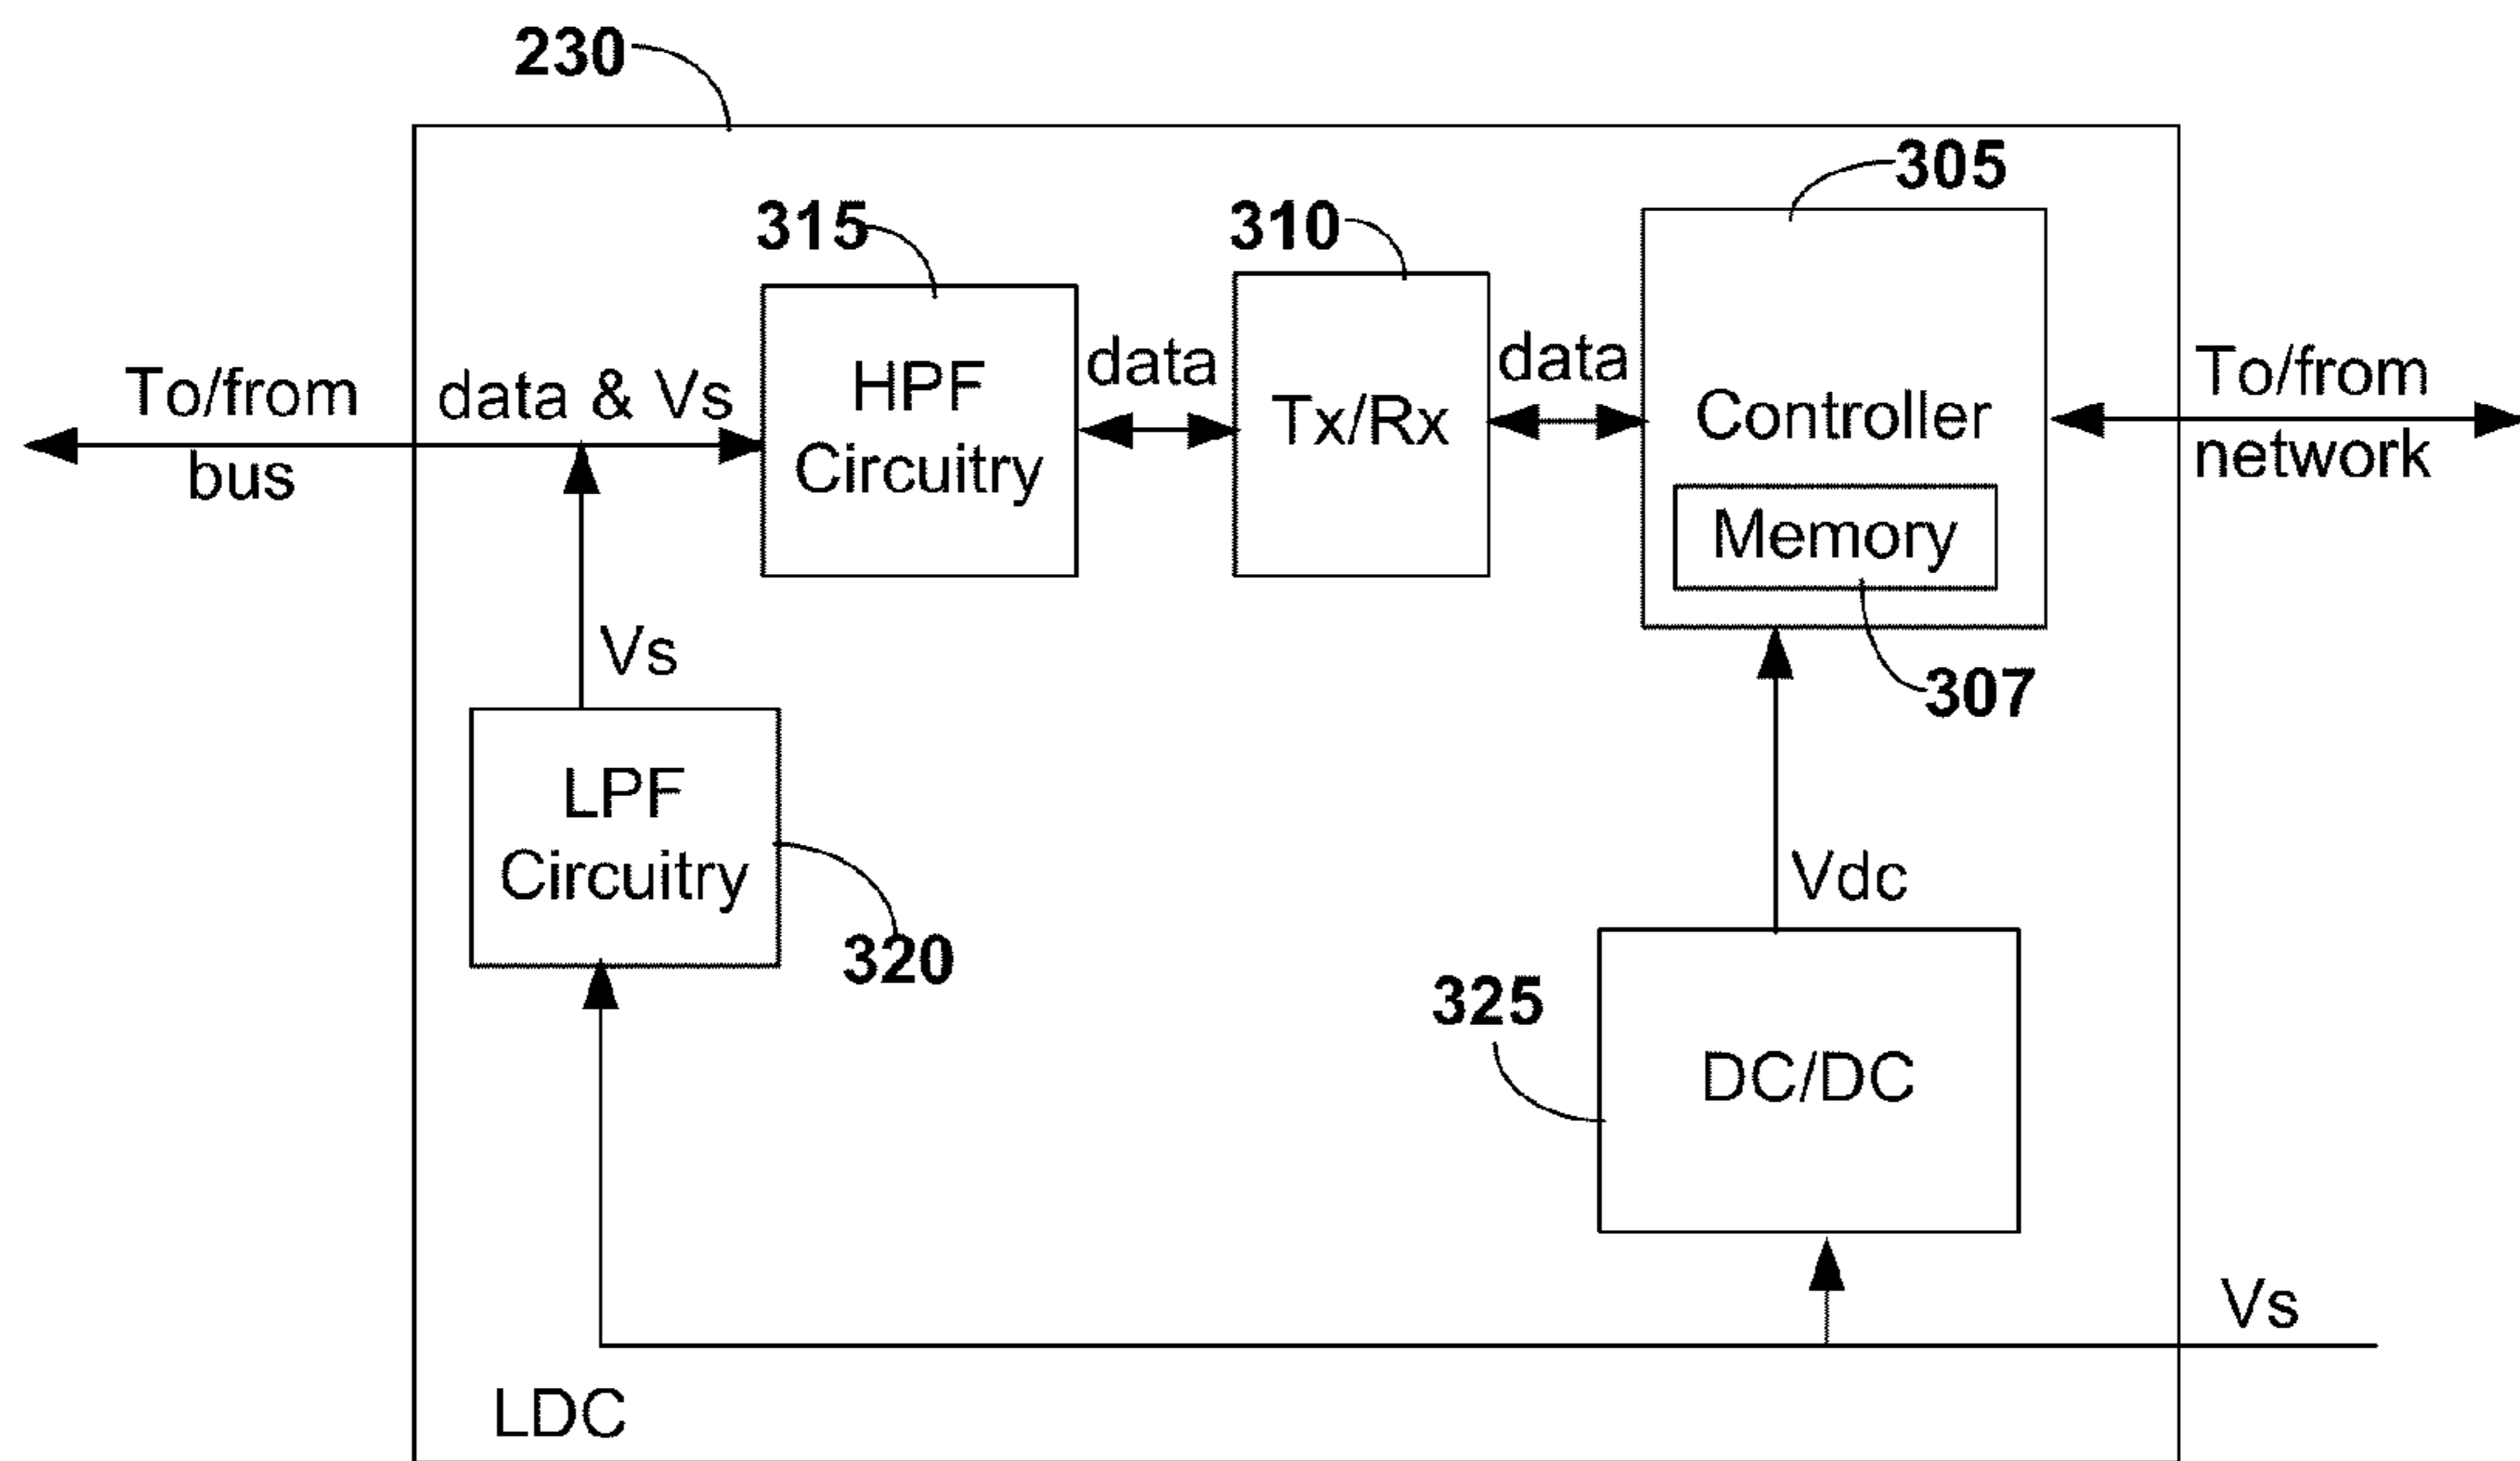 230
305
315
310
To/from
bus
data & Vs
HPF
Circuitry
data
Tx/Rx
data
Controller
Memory
To/from
network
307
Vs
LPF
Circuitry
320
Vdc
325
DC/DC
Vs
LDC